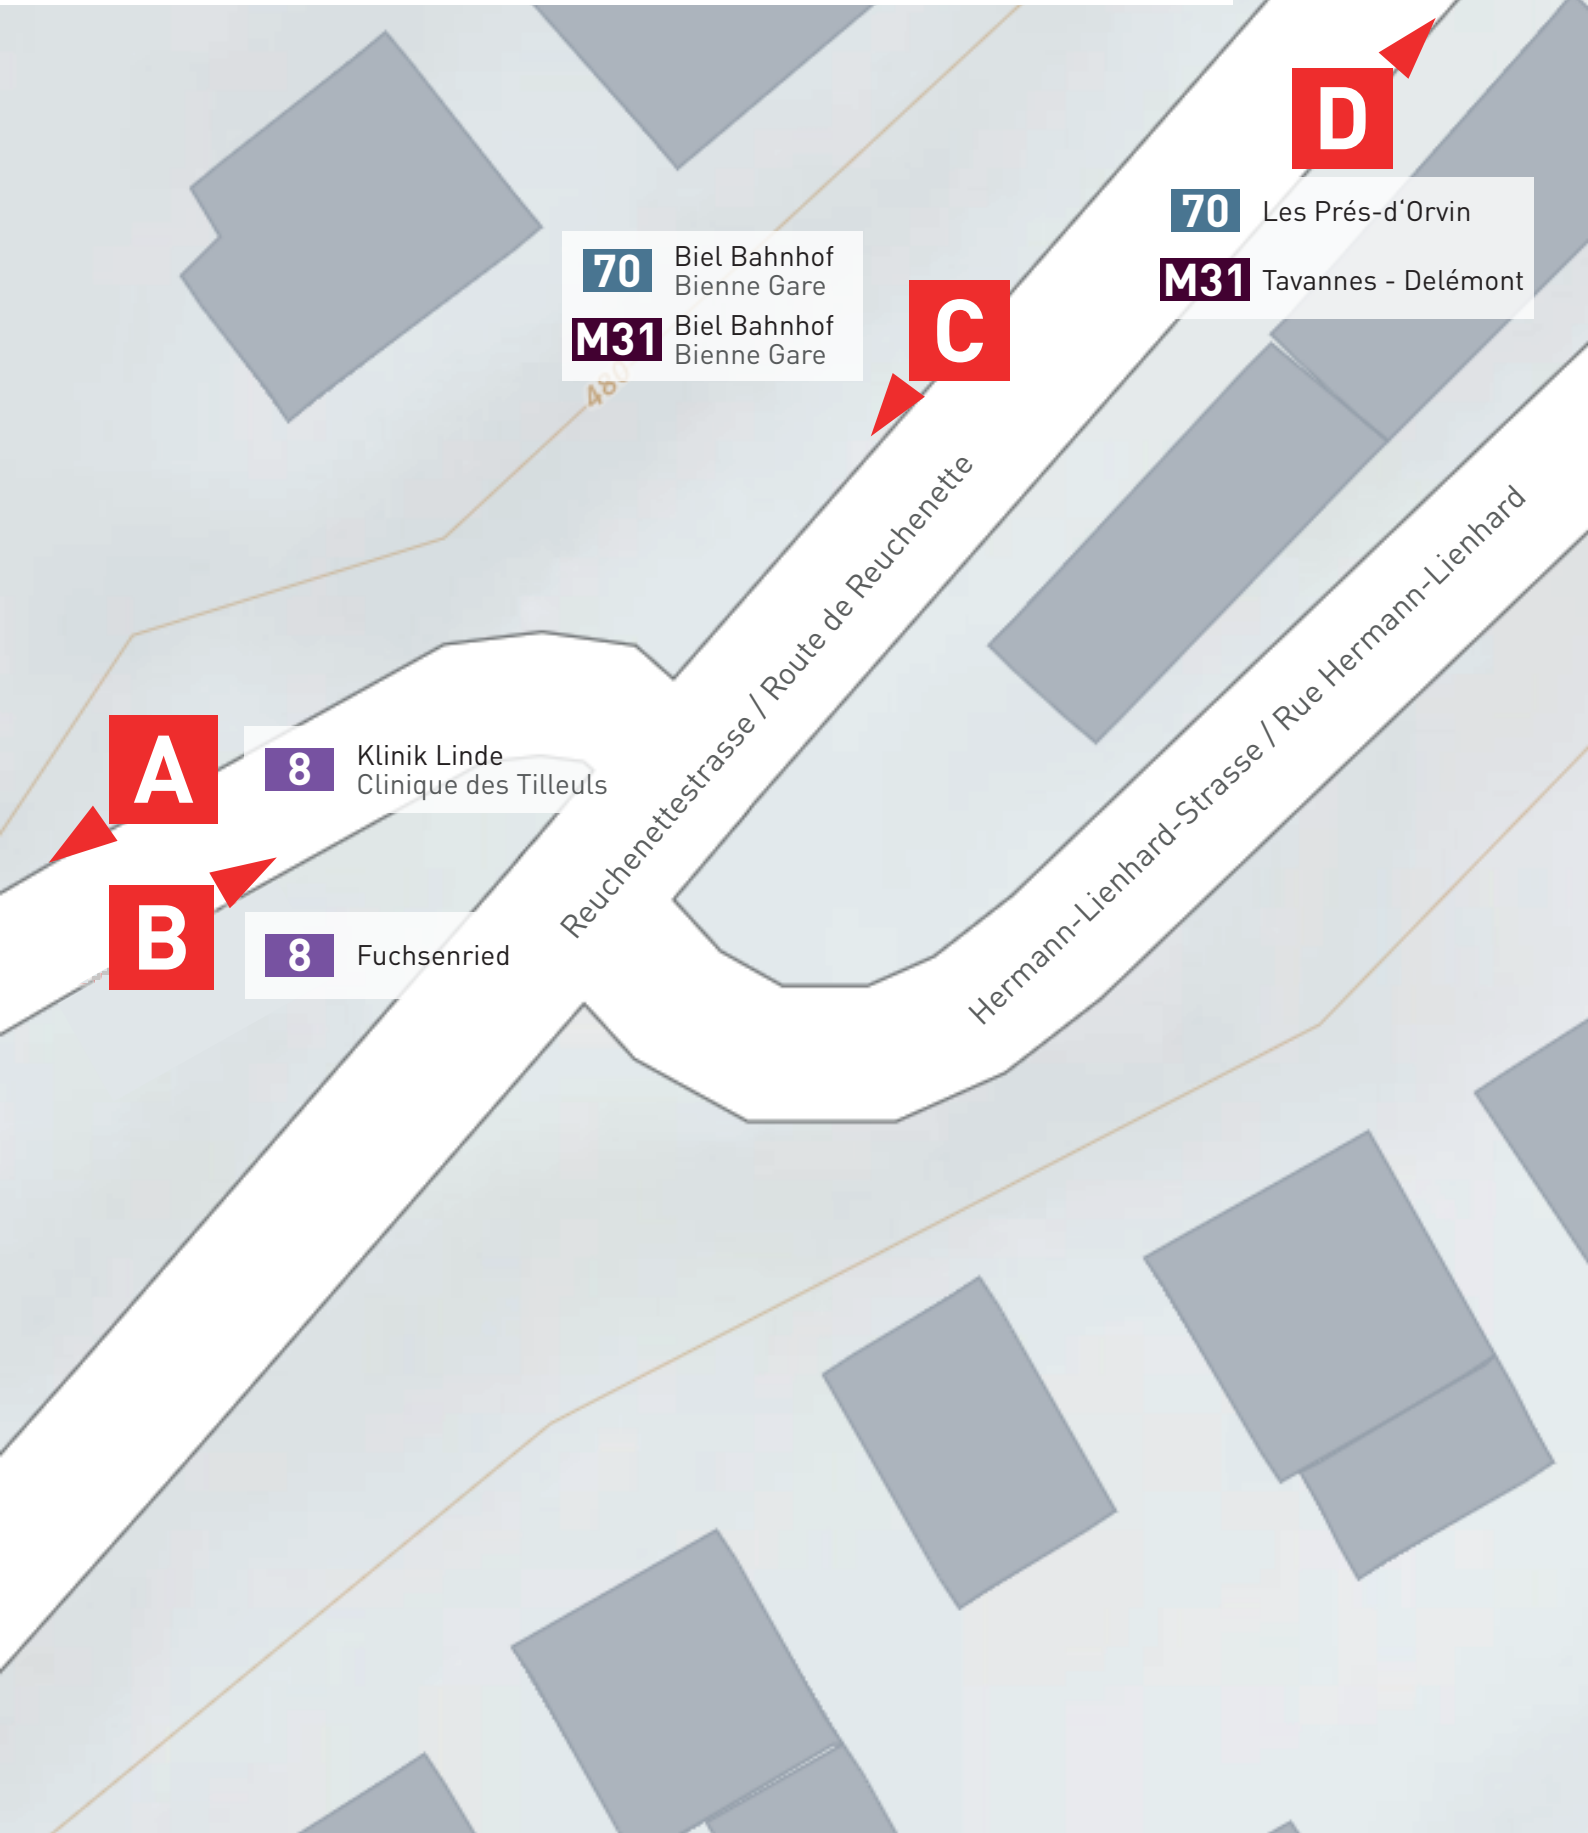 D
70 Les Prés-d‘Orvin
M31 Tavannes - Delémont
70 Biel Bahnhof
Bienne Gare
M31 Biel Bahnhof
Bienne Gare
C
480
Reuchenettestrasse / Route de Reuchenette
Hermann-Lienhard-Strasse / Rue Hermann-Lienhard
A
8 Klinik Linde
Clinique des Tilleuls
B
8 Fuchsenried